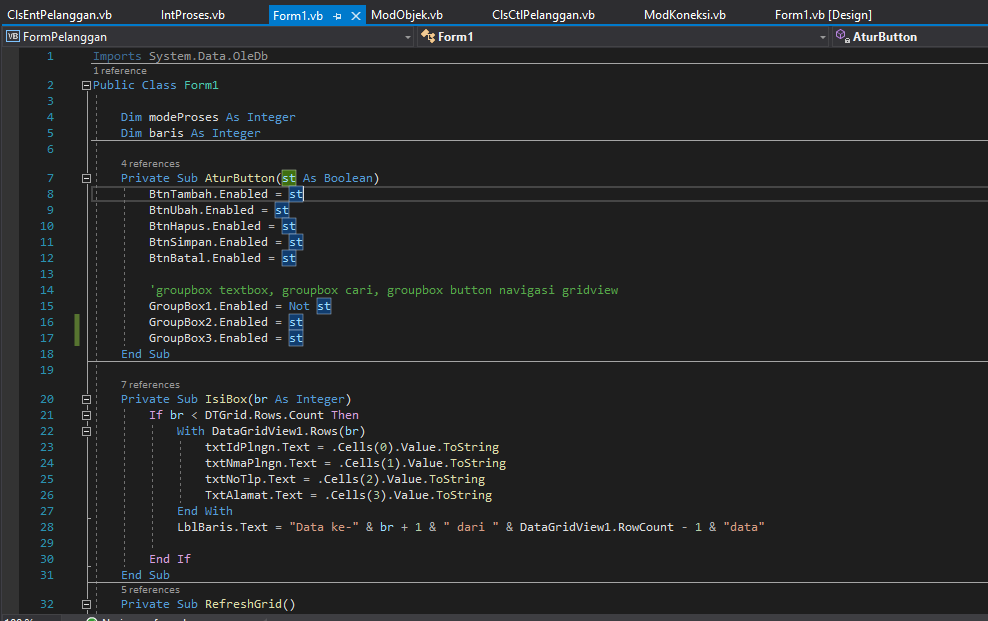 ClsEntPelanggan.vb IntProses.vb Form1.vb ModObjek.vb ClsCtlPelanggan.vb ModKoneksi.vb Form1.vb [Design]
VB FormPelanggan Form1 AturButton
1 Imports System.Data.OleDb
1 reference
2 Public Class Form1
3
4 Dim modeProses As Integer
5 Dim baris As Integer
6
4 references
7 Private Sub AturButton(st As Boolean)
8 BtnTambah.Enabled = st
9 BtnUbah.Enabled = st
10 BtnHapus.Enabled = st
11 BtnSimpan.Enabled = st
12 BtnBatal.Enabled = st
13
14 'groupbox textbox, groupbox cari, groupbox button navigasi gridview
15 GroupBox1.Enabled = Not st
16 GroupBox2.Enabled = st
17 GroupBox3.Enabled = st
18 End Sub
19
7 references
20 Private Sub IsiBox(br As Integer)
21 If br < DTGrid.Rows.Count Then
22 With DataGridView1.Rows(br)
23 txtIdPlngn.Text = .Cells(0).Value.ToString
24 txtNmaPlngn.Text = .Cells(1).Value.ToString
25 txtNoTlp.Text = .Cells(2).Value.ToString
26 TxtAlamat.Text = .Cells(3).Value.ToString
27 End With
28 LblBaris.Text = "Data ke-" & br + 1 & " dari " & DataGridView1.RowCount - 1 & "data"
29
30 End If
31 End Sub
5 references
32 Private Sub RefreshGrid()